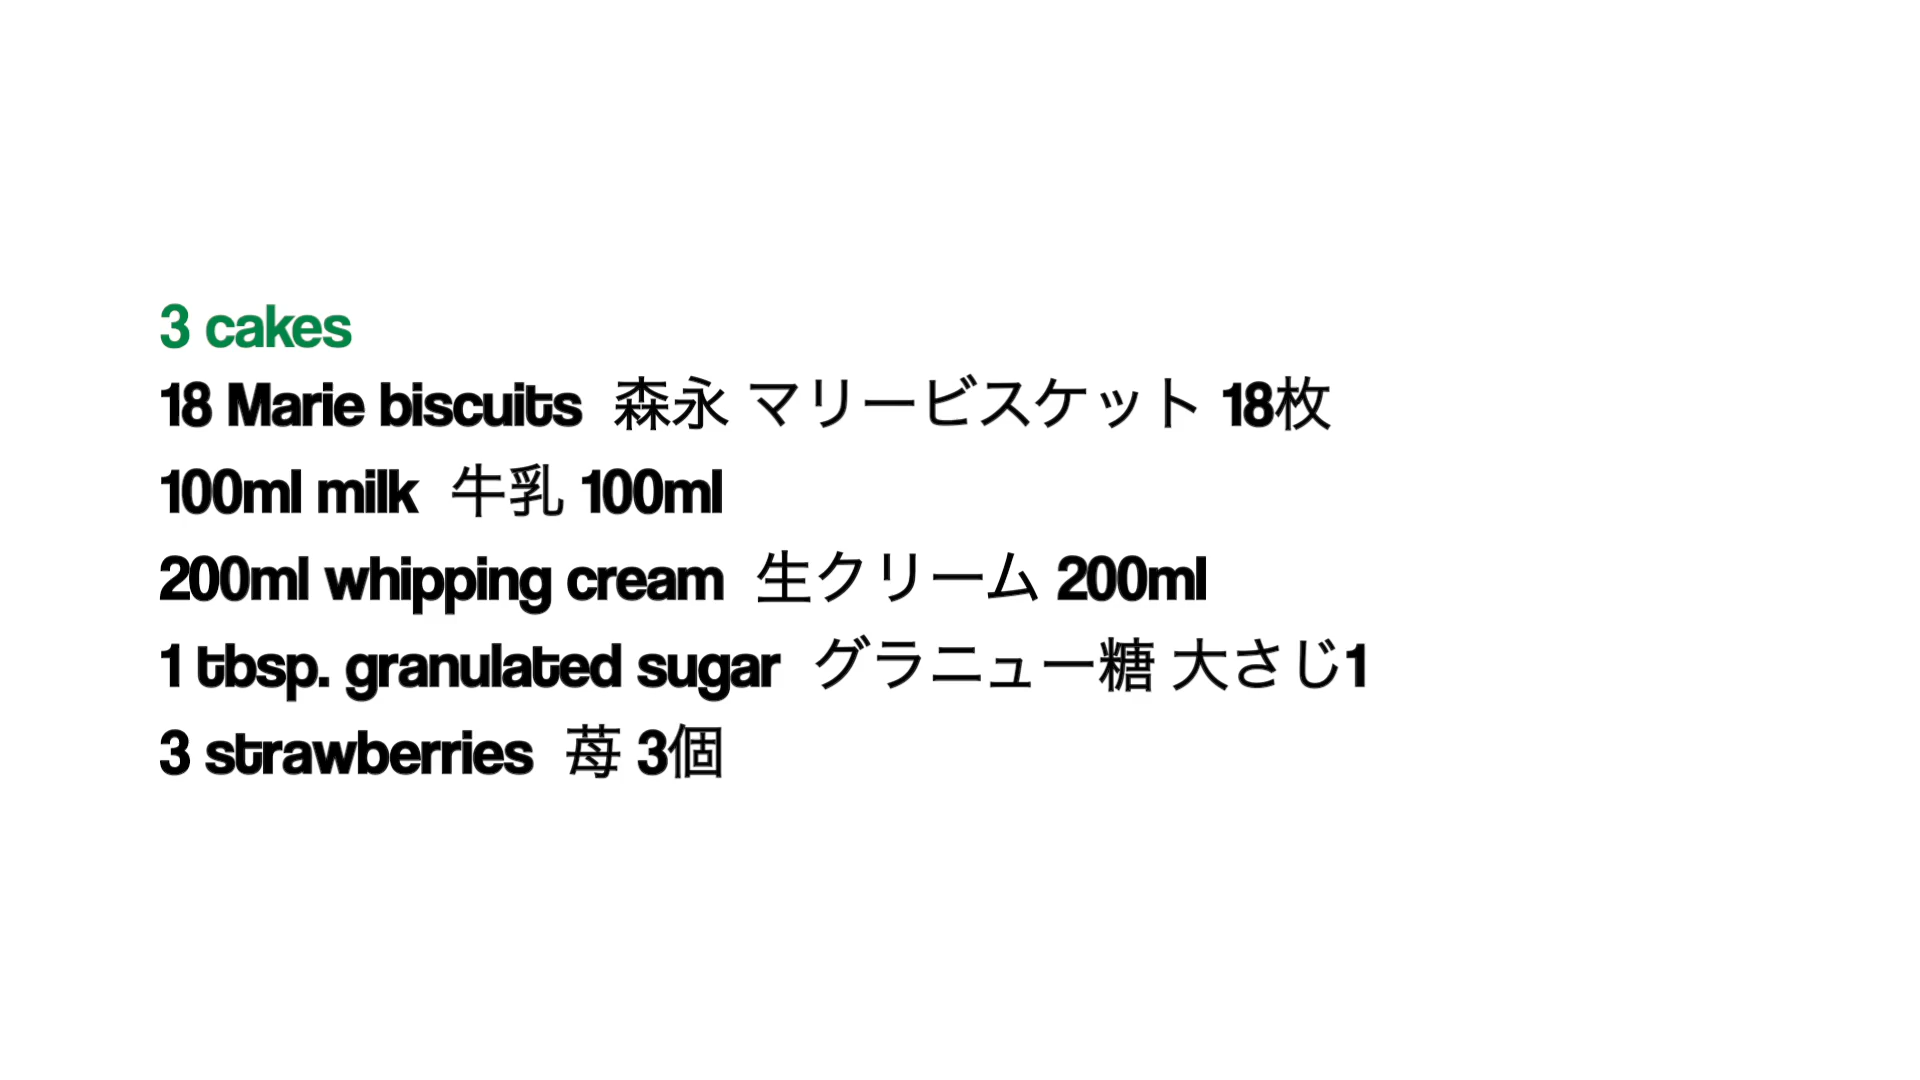 3 cakes
18 Marie biscuits 森永 マリービスケット 18枚
100ml milk 牛乳 100ml
200ml whipping cream 生クリーム 200ml
1 tbsp. granulated sugar グラニュー糖 大さじ1
3 strawberries 苺 3個